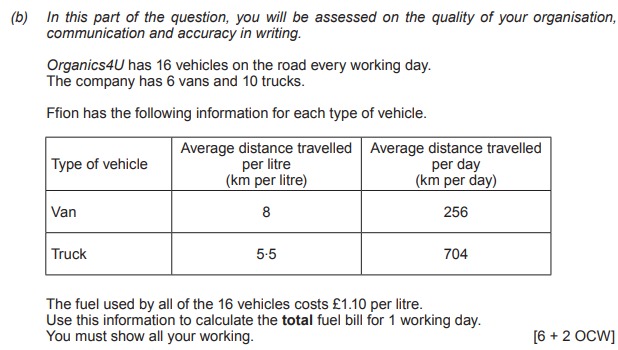 (b) In this part of the question, you will be assessed on the quality of your organisation,
communication and accuracy in writing.
Organics4U has 16 vehicles on the road every working day.
The company has 6 vans and 10 trucks.
Ffion has the following information for each type of vehicle.
Type of vehicle
Average distance travelled
per litre
(km per litre)
Average distance travelled
per day
(km per day)
Van 8 256
Truck 5·5 704
The fuel used by all of the 16 vehicles costs £1.10 per litre.
Use this information to calculate the total fuel bill for 1 working day.
You must show all your working. [6 + 2 OCW]